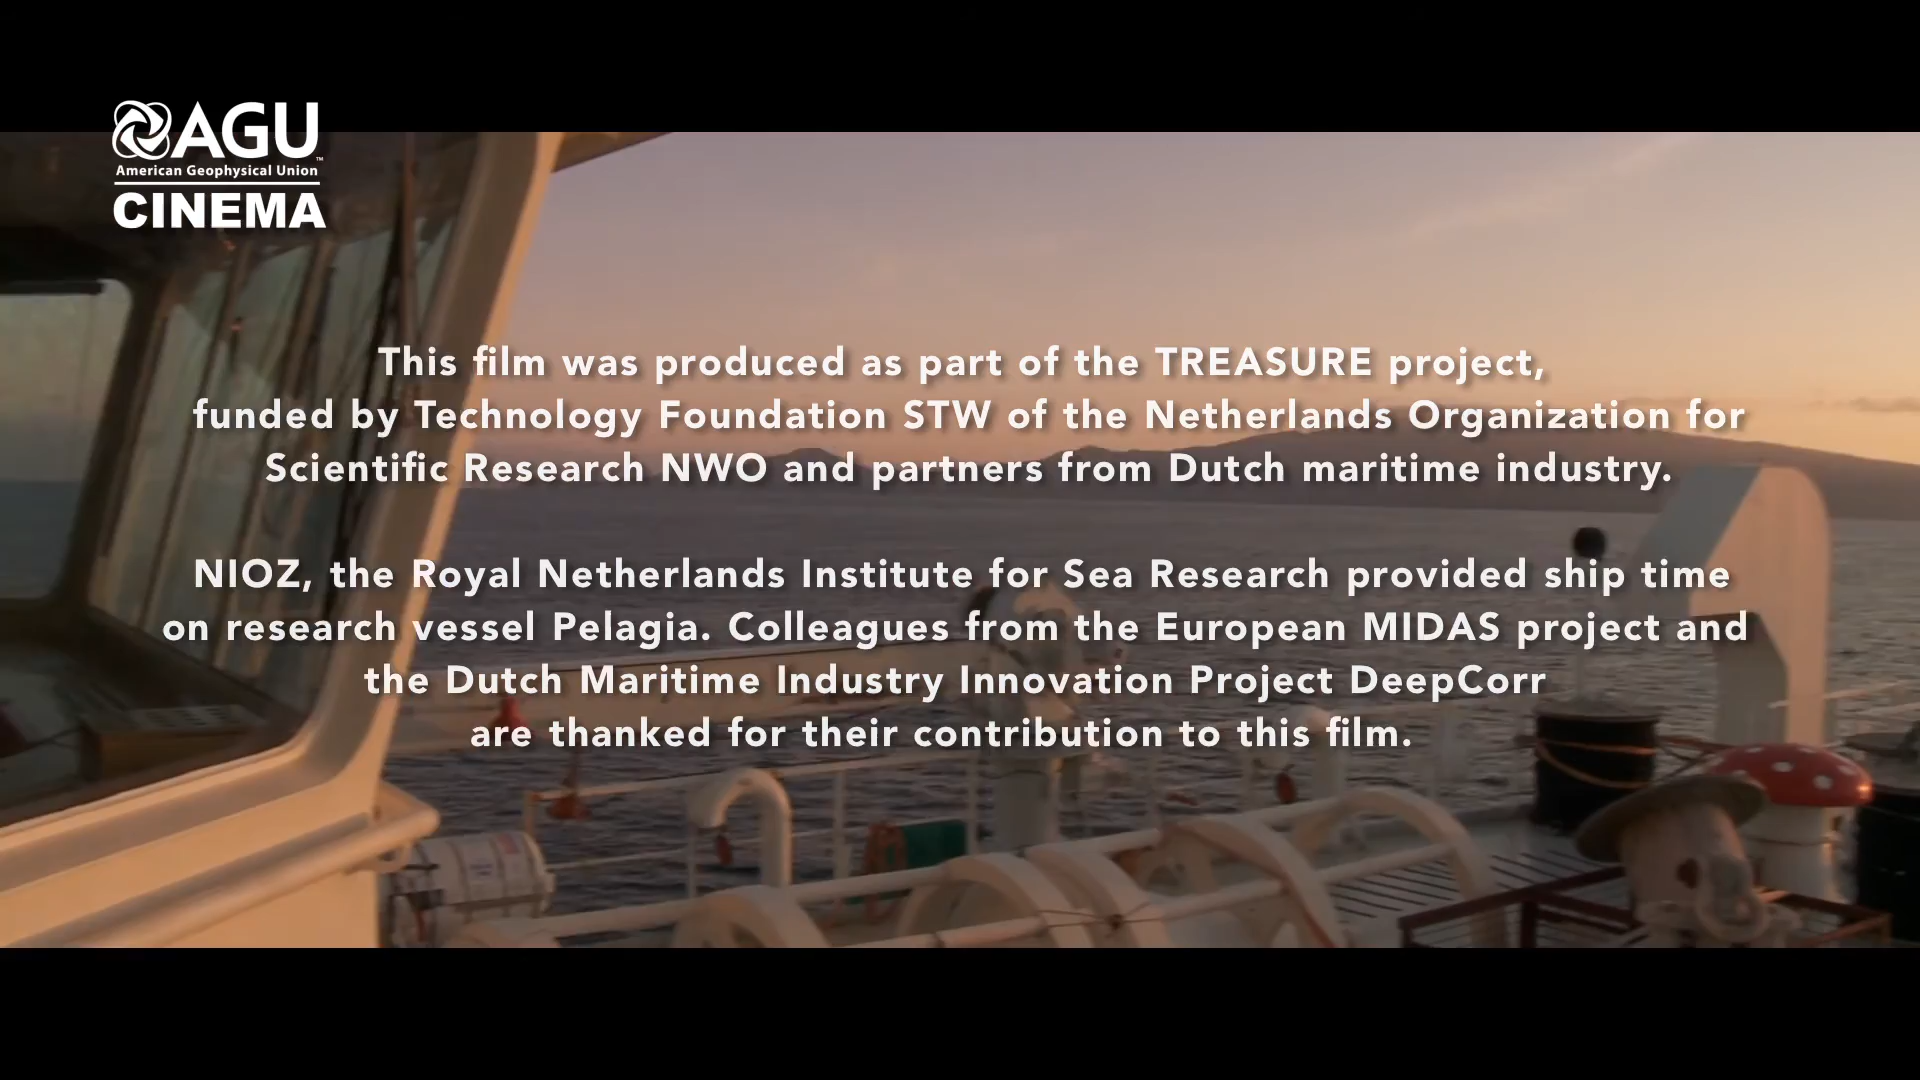 AGU™
American Geophysical Union
CINEMA
This film was produced as part of the TREASURE project,
funded by Technology Foundation STW of the Netherlands Organization for
Scientific Research NWO and partners from Dutch maritime industry.
NIOZ, the Royal Netherlands Institute for Sea Research provided ship time
on research vessel Pelagia. Colleagues from the European MIDAS project and
the Dutch Maritime Industry Innovation Project DeepCorr
are thanked for their contribution to this film.